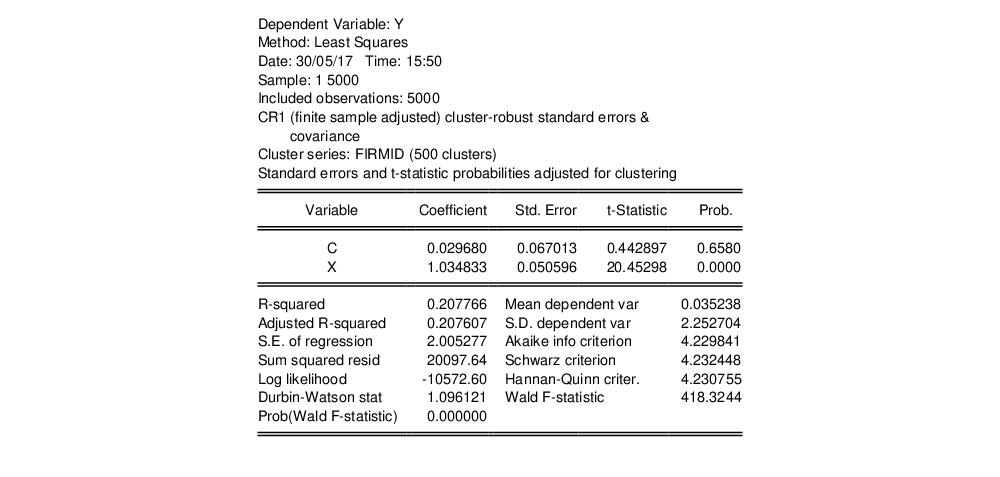 Dependent Variable: Y
Method: Least Squares
Date: 30/05/17 Time: 15:50
Sample: 1 5000
Included observations: 5000
CR1 (finite sample adjusted) cluster-robust standard errors &
covariance
Cluster series: FIRMID (500 clusters)
Standard errors and t-statistic probabilities adjusted for clustering
Variable Coefficient Std. Error t-Statistic Prob.
C 0.029680 0.067013 0.442897 0.6580
X 1.034833 0.050596 20.45298 0.0000
R-squared 0.207766 Mean dependent var 0.035238
Adjusted R-squared 0.207607 S.D. dependent var 2.252704
S.E. of regression 2.005277 Akaike info criterion 4.229841
Sum squared resid 20097.64 Schwarz criterion 4.232448
Log likelihood -10572.60 Hannan-Quinn criter. 4.230755
Durbin-Watson stat 1.096121 Wald F-statistic 418.3244
Prob(Wald F-statistic) 0.000000